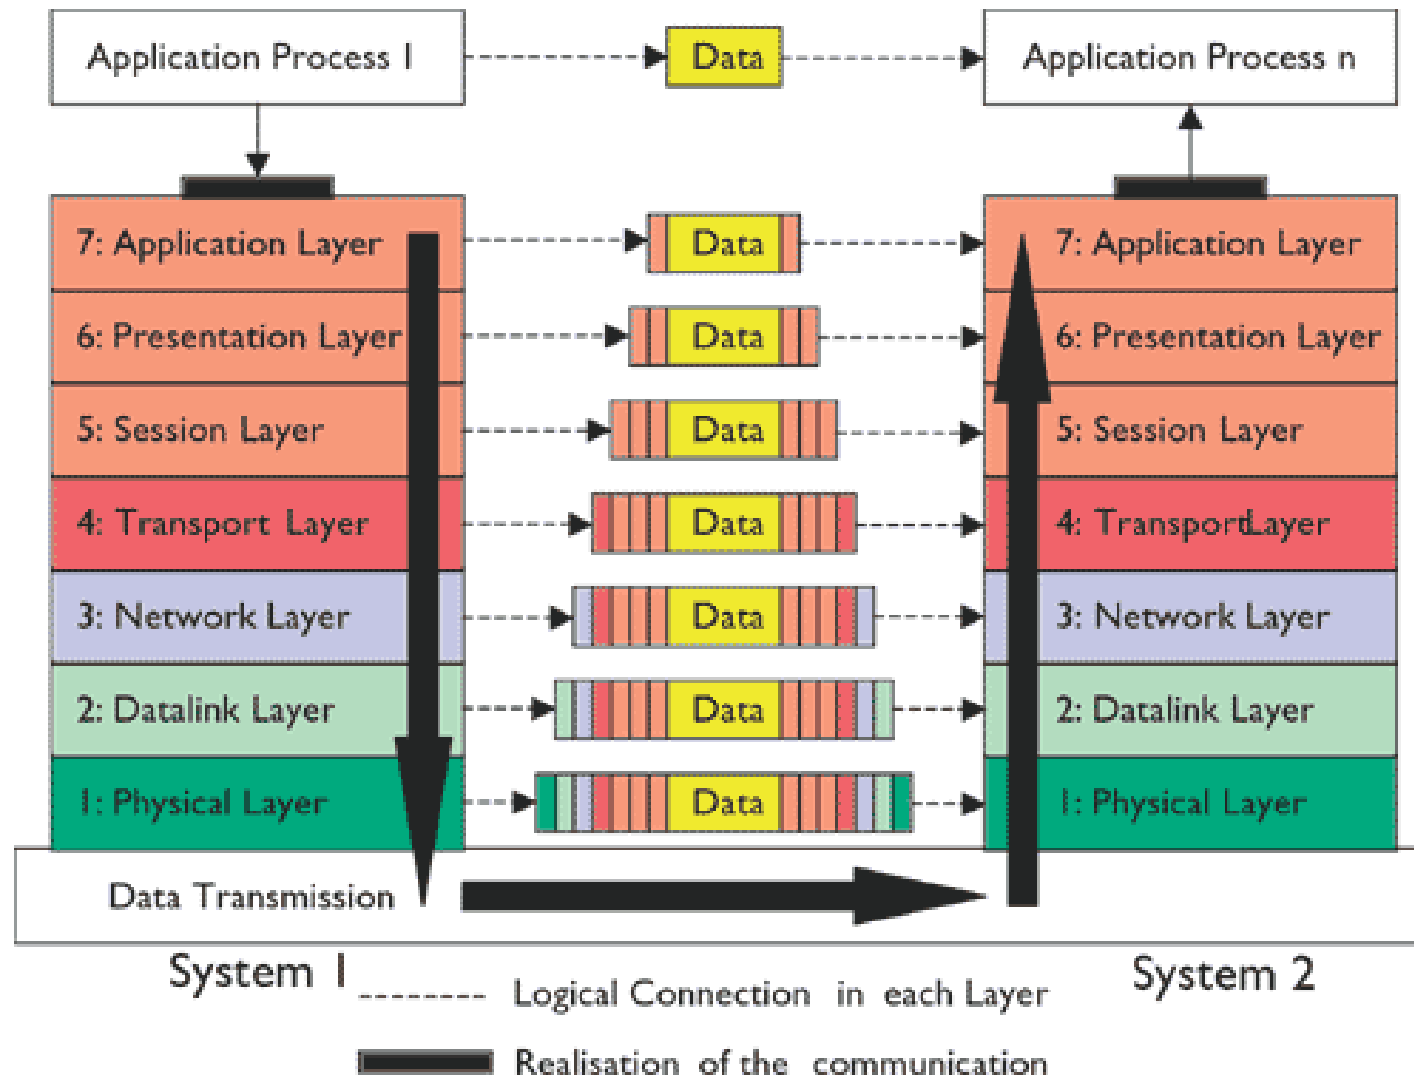 Application Process 1
Data
Application Process n
7: Application Layer
Data
7: Application Layer
6: Presentation Layer
Data
6: Presentation Layer
5: Session Layer
Data
5: Session Layer
4: Transport Layer
Data
4: TransportLayer
3: Network Layer
Data
3: Network Layer
2: Datalink Layer
Data
2: Datalink Layer
1: Physical Layer
Data
1: Physical Layer
Data Transmission
System 1
System 2
Logical Connection in each Layer
Realisation of the communication